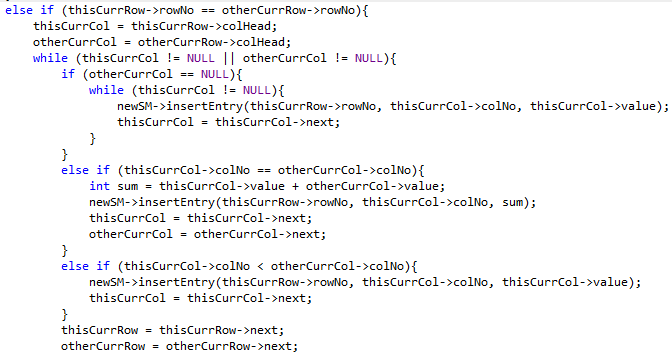 else if (thisCurrRow->rowNo == otherCurrRow->rowNo){
    thisCurrCol = thisCurrRow->colHead;
    otherCurrCol = otherCurrRow->colHead;
    while (thisCurrCol != NULL || otherCurrCol != NULL){
        if (otherCurrCol == NULL){
            while (thisCurrCol != NULL){
                newSM->insertEntry(thisCurrRow->rowNo, thisCurrCol->colNo, thisCurrCol->value);
                thisCurrCol = thisCurrCol->next;
            }
        }
        else if (thisCurrCol->colNo == otherCurrCol->colNo){
            int sum = thisCurrCol->value + otherCurrCol->value;
            newSM->insertEntry(thisCurrRow->rowNo, thisCurrCol->colNo, sum);
            thisCurrCol = thisCurrCol->next;
            otherCurrCol = otherCurrCol->next;
        }
        else if (thisCurrCol->colNo < otherCurrCol->colNo){
            newSM->insertEntry(thisCurrRow->rowNo, thisCurrCol->colNo, thisCurrCol->value);
            thisCurrCol = thisCurrCol->next;
        }
        thisCurrRow = thisCurrRow->next;
        otherCurrRow = otherCurrRow->next;